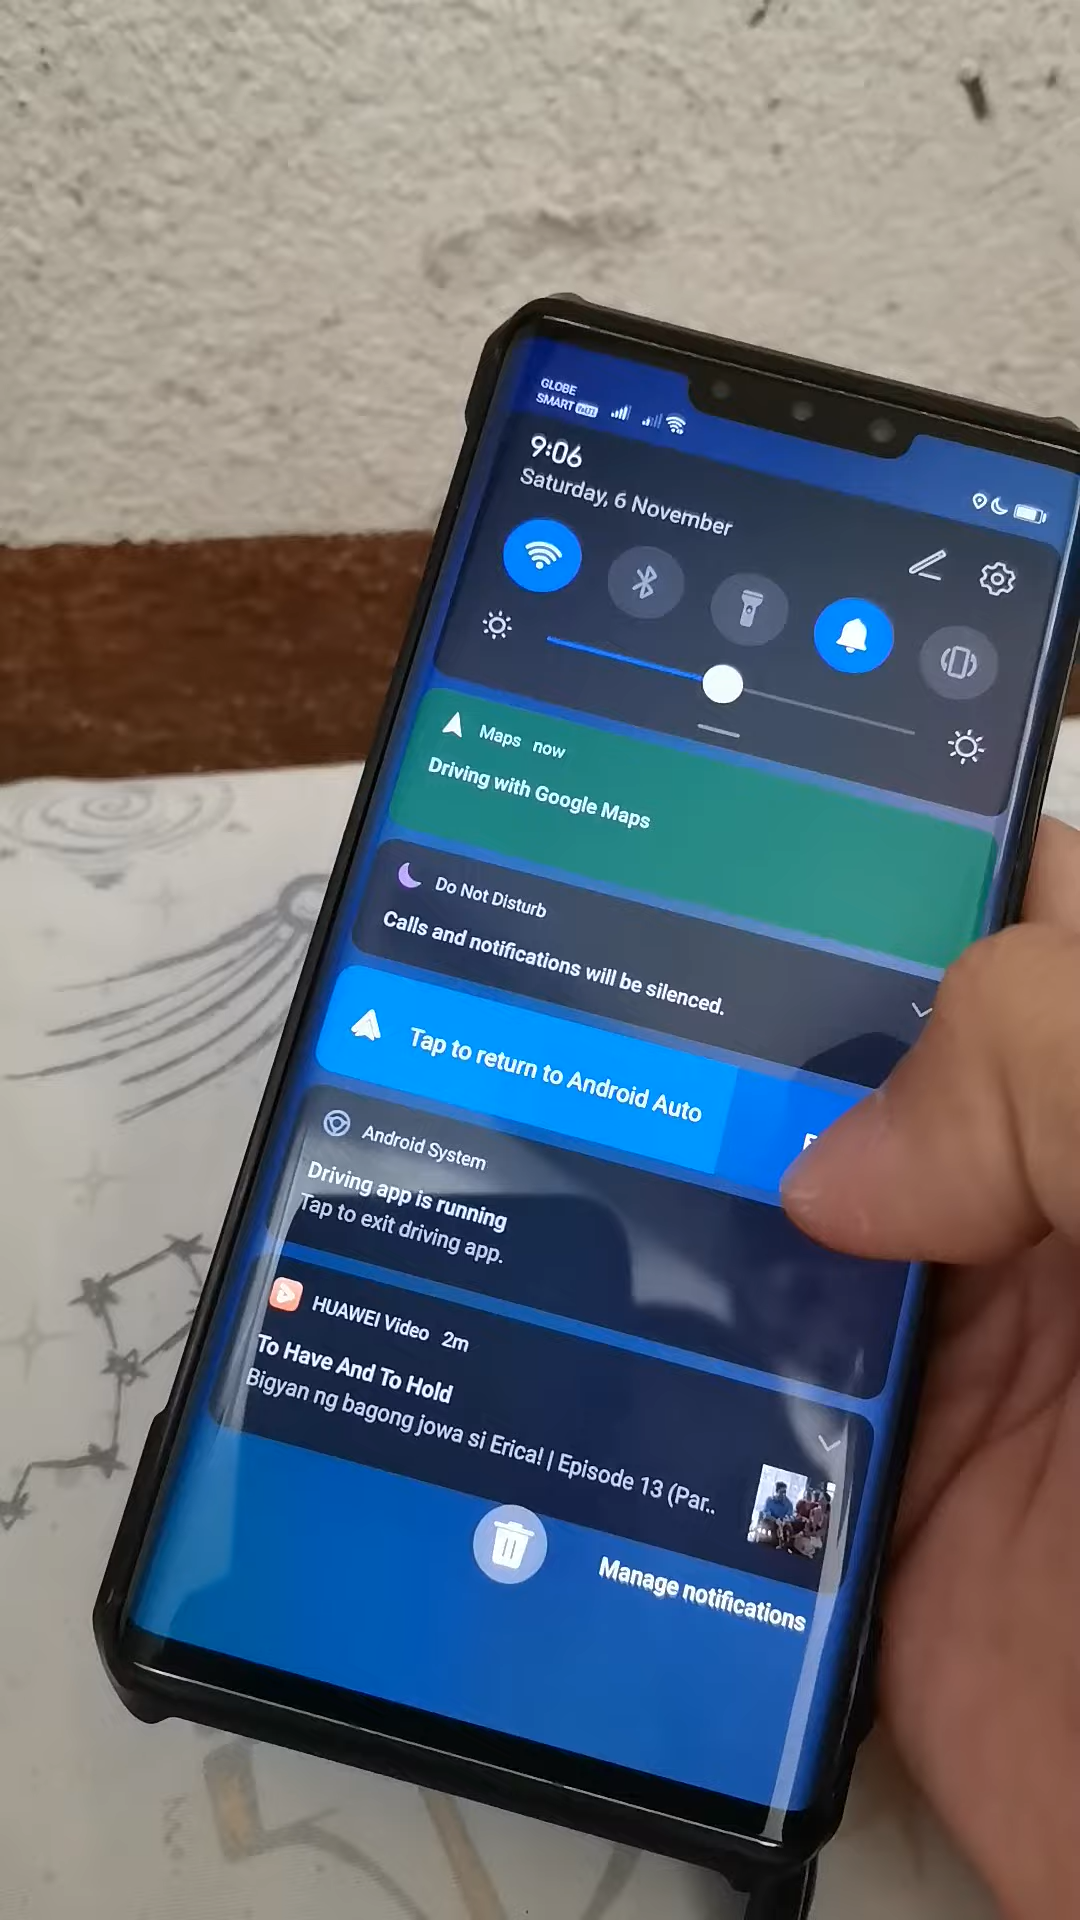 GLOBE
SMART
9:06
Saturday, 6 November
Maps now
Driving with Google Maps
Do Not Disturb
Calls and notifications will be silenced.
Tap to return to Android Auto
Android System
Driving app is running
Tap to exit driving app.
HUAWEI Video 2m
To Have And To Hold
Bigyan ng bagong jowa si Erica! | Episode 13 (Par..
Manage notifications